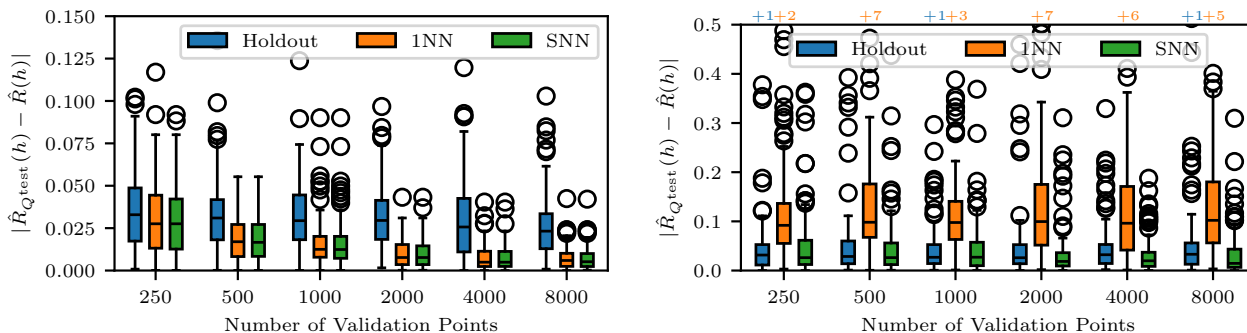 0.150
0.125
0.100
0.075
0.050
0.025
0.000
|R̂_{Q^test}(h) − R̂(h)|
Holdout 1NN SNN
250 500 1000 2000 4000 8000
Number of Validation Points
+1+2 +7 +1+3 +7 +6 +1+5
0.5
0.4
0.3
0.2
0.1
0.0
|R̂_{Q^test}(h) − R̂(h)|
Holdout 1NN SNN
250 500 1000 2000 4000 8000
Number of Validation Points